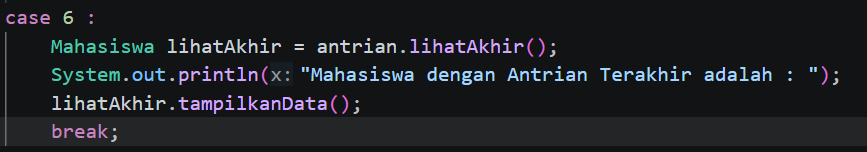 case 6 :
Mahasiswa lihatAkhir = antrian.lihatAkhir();
System.out.println(x: "Mahasiswa dengan Antrian Terakhir adalah : ");
lihatAkhir.tampilkanData();
break;